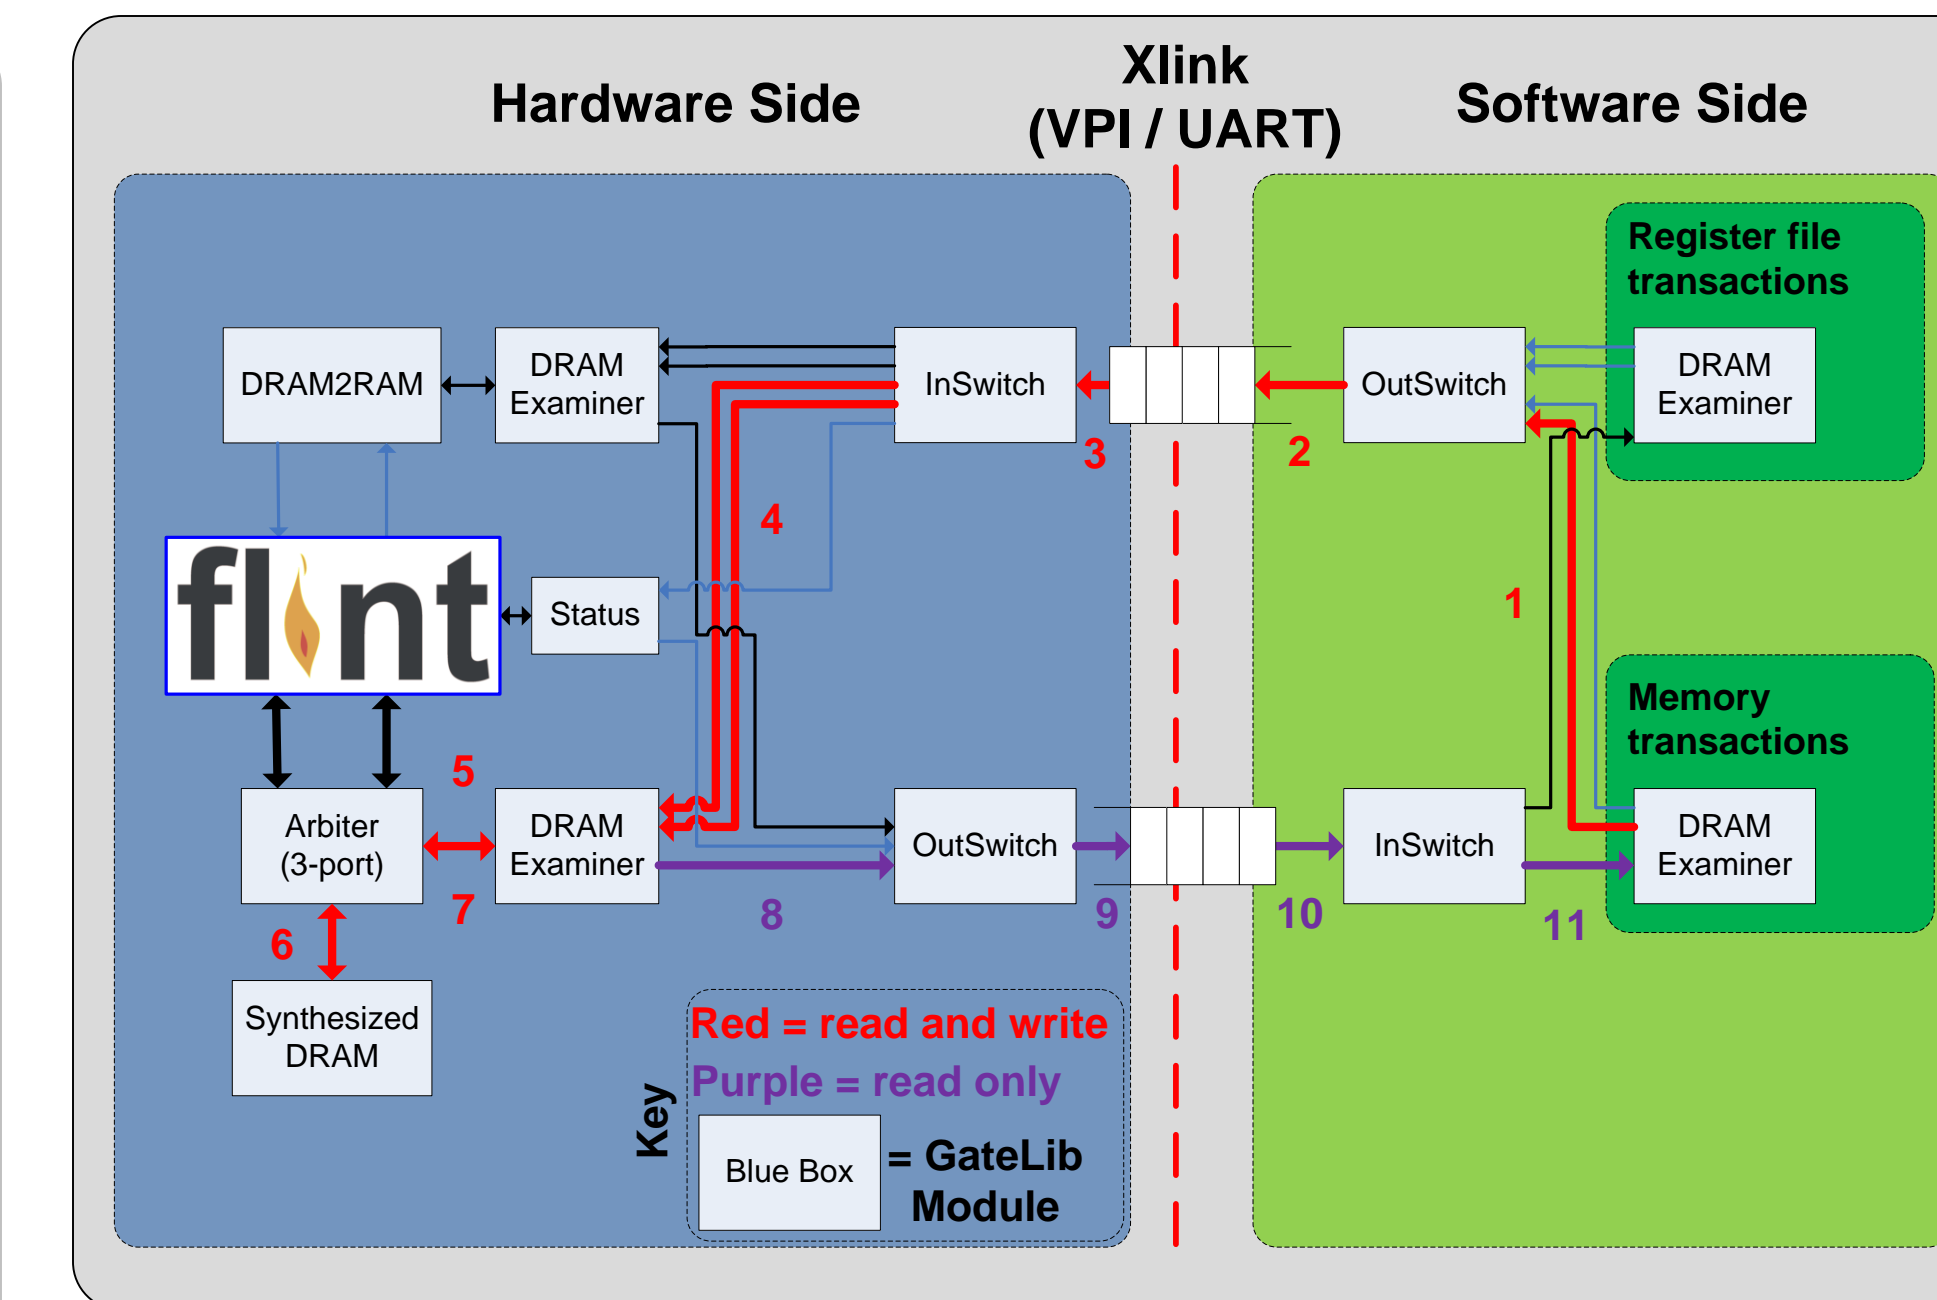 Hardware Side
Xlink
(VPI / UART)
Software Side
Register file
transactions
DRAM2RAM
DRAM
Examiner
InSwitch
OutSwitch
DRAM
Examiner
3
2
4
flint
Status
1
Memory
transactions
5
Arbiter
(3-port)
DRAM
Examiner
OutSwitch
InSwitch
DRAM
Examiner
7
8
9
10
11
6
Synthesized
DRAM
Key
Red = read and write
Purple = read only
Blue Box
= GateLib
Module